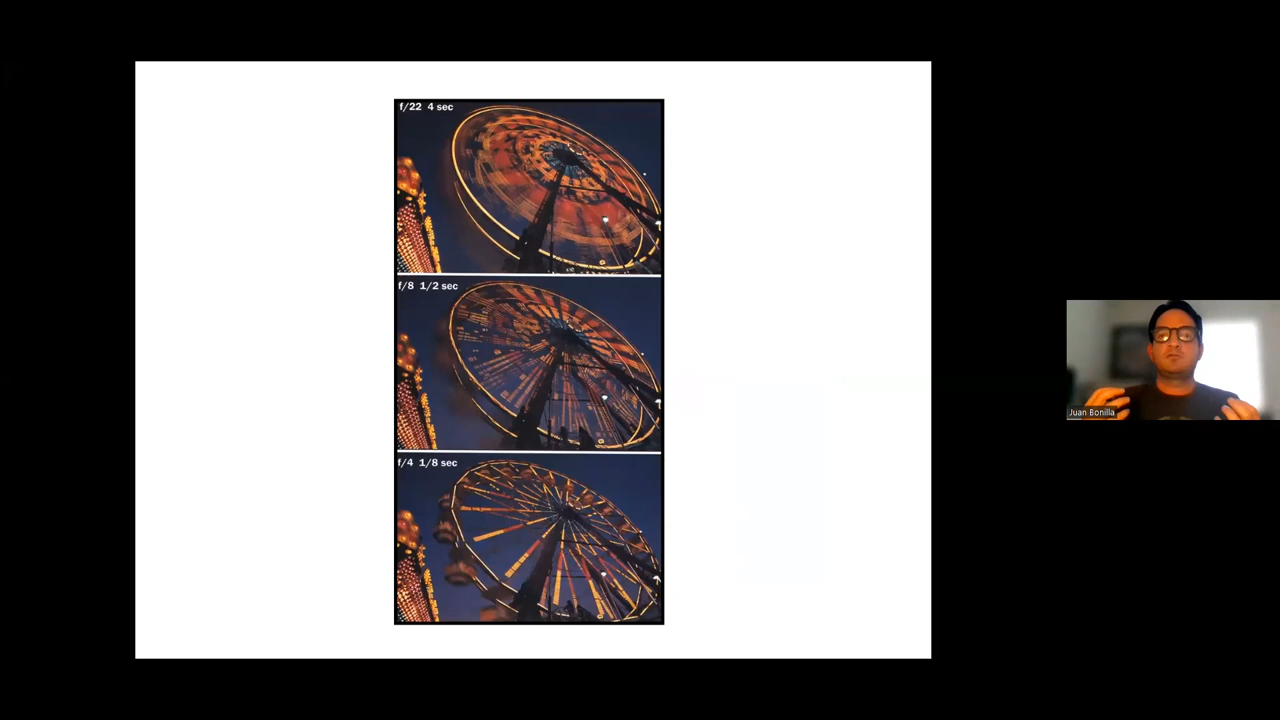 f/22 4 sec
f/8 1/2 sec
f/4 1/8 sec
Juan Bonilla